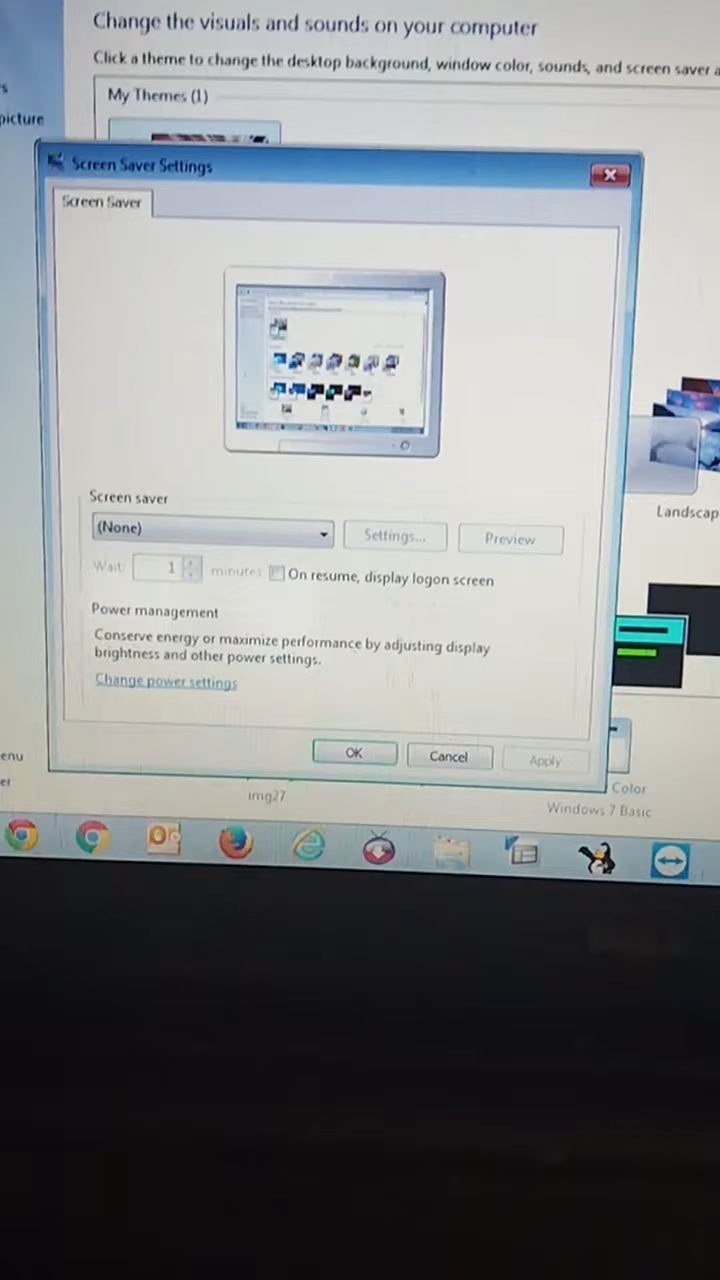 Change the visuals and sounds on your computer
Click a theme to change the desktop background, window color, sounds, and screen saver a
My Themes (1)
picture
Screen Saver Settings
Screen Saver
Screen saver
(None)
Settings...
Preview
Wait:
1
minutes
On resume, display logon screen
Landscap
Power management
Conserve energy or maximize performance by adjusting display
brightness and other power settings.
Change power settings
OK
Cancel
Apply
enu
er
img27
Color
Windows 7 Basic